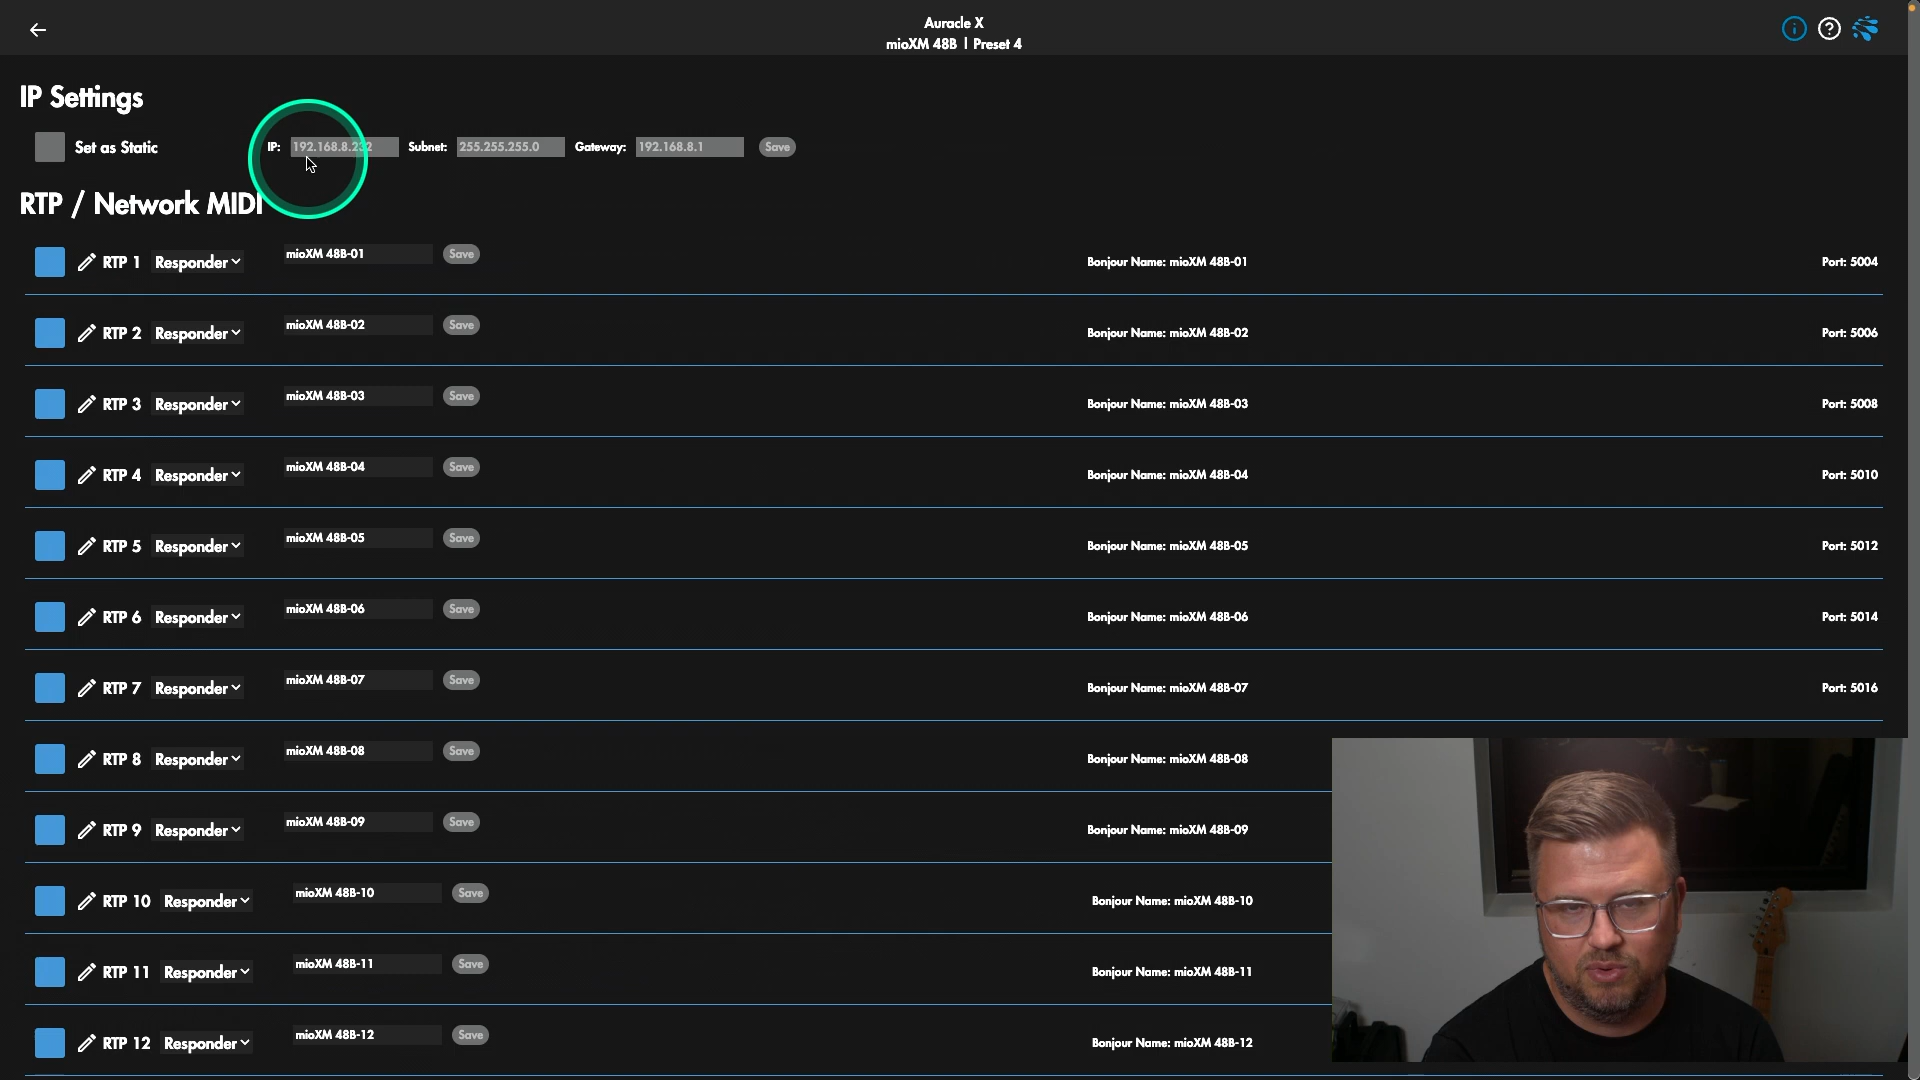 Auracle X
mioXM 48B | Preset 4
IP Settings
Set as Static IP: 192.168.8.232 Subnet: 255.255.255.0 Gateway: 192.168.8.1 Save
RTP / Network MIDI
RTP 1 Responder mioXM 48B-01 Save Bonjour Name: mioXM 48B-01 Port: 5004
RTP 2 Responder mioXM 48B-02 Save Bonjour Name: mioXM 48B-02 Port: 5006
RTP 3 Responder mioXM 48B-03 Save Bonjour Name: mioXM 48B-03 Port: 5008
RTP 4 Responder mioXM 48B-04 Save Bonjour Name: mioXM 48B-04 Port: 5010
RTP 5 Responder mioXM 48B-05 Save Bonjour Name: mioXM 48B-05 Port: 5012
RTP 6 Responder mioXM 48B-06 Save Bonjour Name: mioXM 48B-06 Port: 5014
RTP 7 Responder mioXM 48B-07 Save Bonjour Name: mioXM 48B-07 Port: 5016
RTP 8 Responder mioXM 48B-08 Save Bonjour Name: mioXM 48B-08
RTP 9 Responder mioXM 48B-09 Save Bonjour Name: mioXM 48B-09
RTP 10 Responder mioXM 48B-10 Save Bonjour Name: mioXM 48B-10
RTP 11 Responder mioXM 48B-11 Save Bonjour Name: mioXM 48B-11
RTP 12 Responder mioXM 48B-12 Save Bonjour Name: mioXM 48B-12